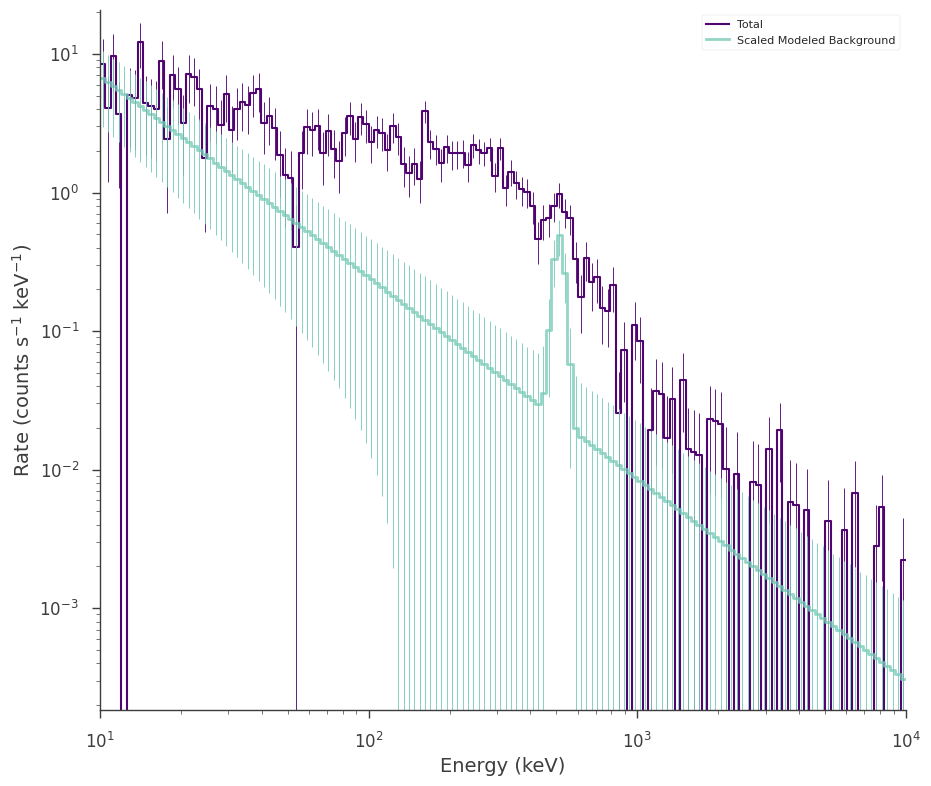 Total
Scaled Modeled Background
10¹
10⁰
10⁻¹
10⁻²
10⁻³
Rate (counts s⁻¹ keV⁻¹)
10¹ 10² 10³ 10⁴
Energy (keV)